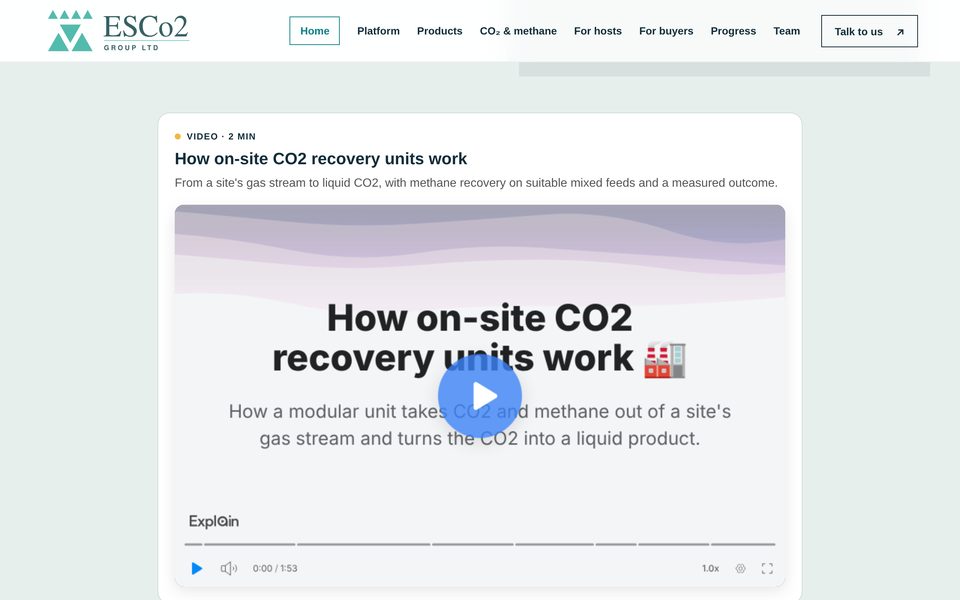 ESCo2
GROUP LTD
Home
Platform
Products
CO₂ & methane
For hosts
For buyers
Progress
Team
Talk to us
VIDEO · 2 MIN
How on-site CO2 recovery units work
From a site's gas stream to liquid CO2, with methane recovery on suitable mixed feeds and a measured outcome.
How on-site CO2
recovery units work
How a modular unit takes CO2 and methane out of a site's
gas stream and turns the CO2 into a liquid product.
Explain
0:00 / 1:53
1.0x